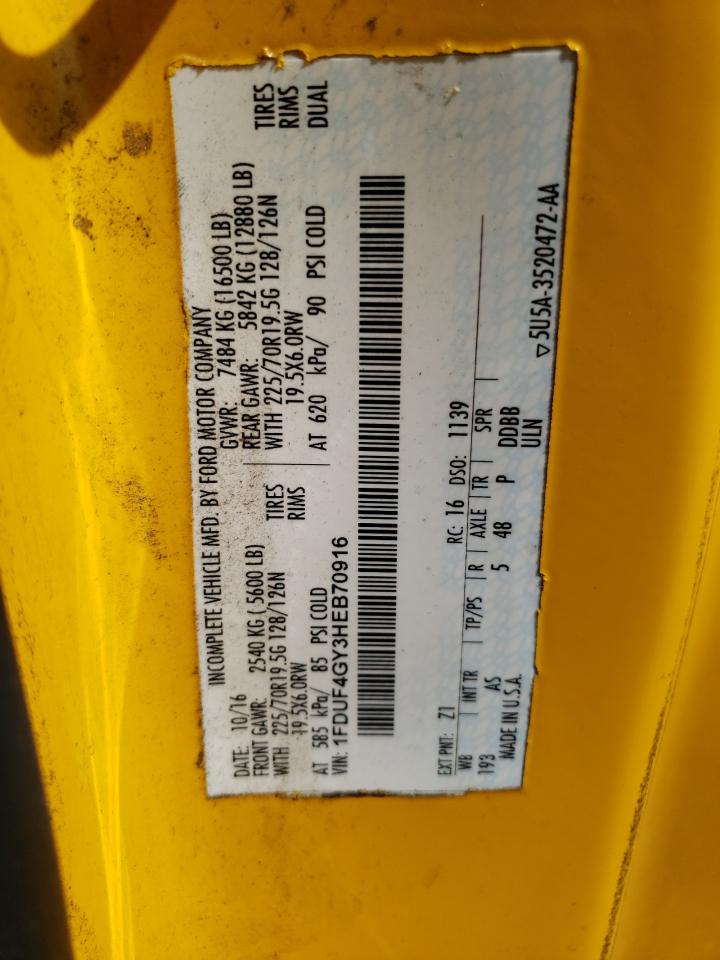 INCOMPLETE VEHICLE MFD. BY FORD MOTOR COMPANY
DATE: 10/16 GVWR: 7484 KG (16500 LB)
FRONT GAWR: 2540 KG ( 5600 LB) REAR GAWR: 5842 KG (12880 LB)
WITH 225/70R19.5G 128/126N TIRES WITH 225/70R19.5G 128/126N TIRES
19.5X6.0RW RIMS 19.5X6.0RW RIMS
AT 585 kPa/ 85 PSI COLD AT 620 kPa/ 90 PSI COLD DUAL
VIN: 1FDUF4GY3HEB70916
EXT PNT: Z1 RC: 16 DSO: 1139
WB INT TR TP/PS R AXLE TR SPR
193 AS 5 48 P DDBB
MADE IN U.S.A. ULN
▽5U5A-3520472-AA